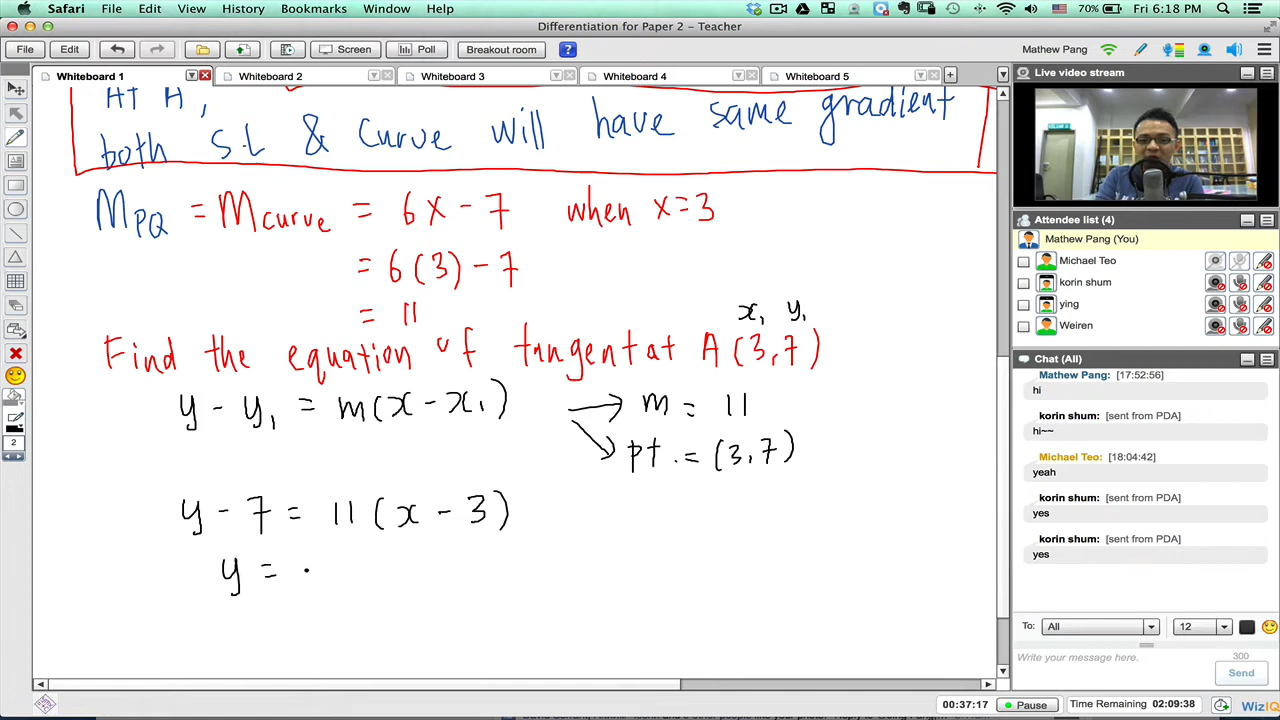 Safari File Edit View History Bookmarks Window Help 70% Fri 6:18 PM
Differentiation for Paper 2 - Teacher
File Edit Screen Poll Breakout room ? Mathew Pang
Whiteboard 1 Whiteboard 2 Whiteboard 3 Whiteboard 4 Whiteboard 5
At A,
both S.L & Curve will have same gradient
MPQ = Mcurve = 6x - 7 when x = 3
= 6(3) - 7
= 11
x₁ y₁
Find the equation of tangent at A (3,7)
y - y₁ = m(x - x₁) → m = 11
pt. = (3,7)
y - 7 = 11(x - 3)
y =
2
Live video stream
Attendee list (4)
Mathew Pang (You)
Michael Teo
korin shum
ying
Weiren
Chat (All)
Mathew Pang: [17:52:56]
hi
korin shum: [sent from PDA]
hi~~
Michael Teo: [18:04:42]
yeah
korin shum: [sent from PDA]
yes
korin shum: [sent from PDA]
yes
To: All 12
Write your message here... 300
Send
00:37:17 Pause Time Remaining 02:09:38 WizIQ